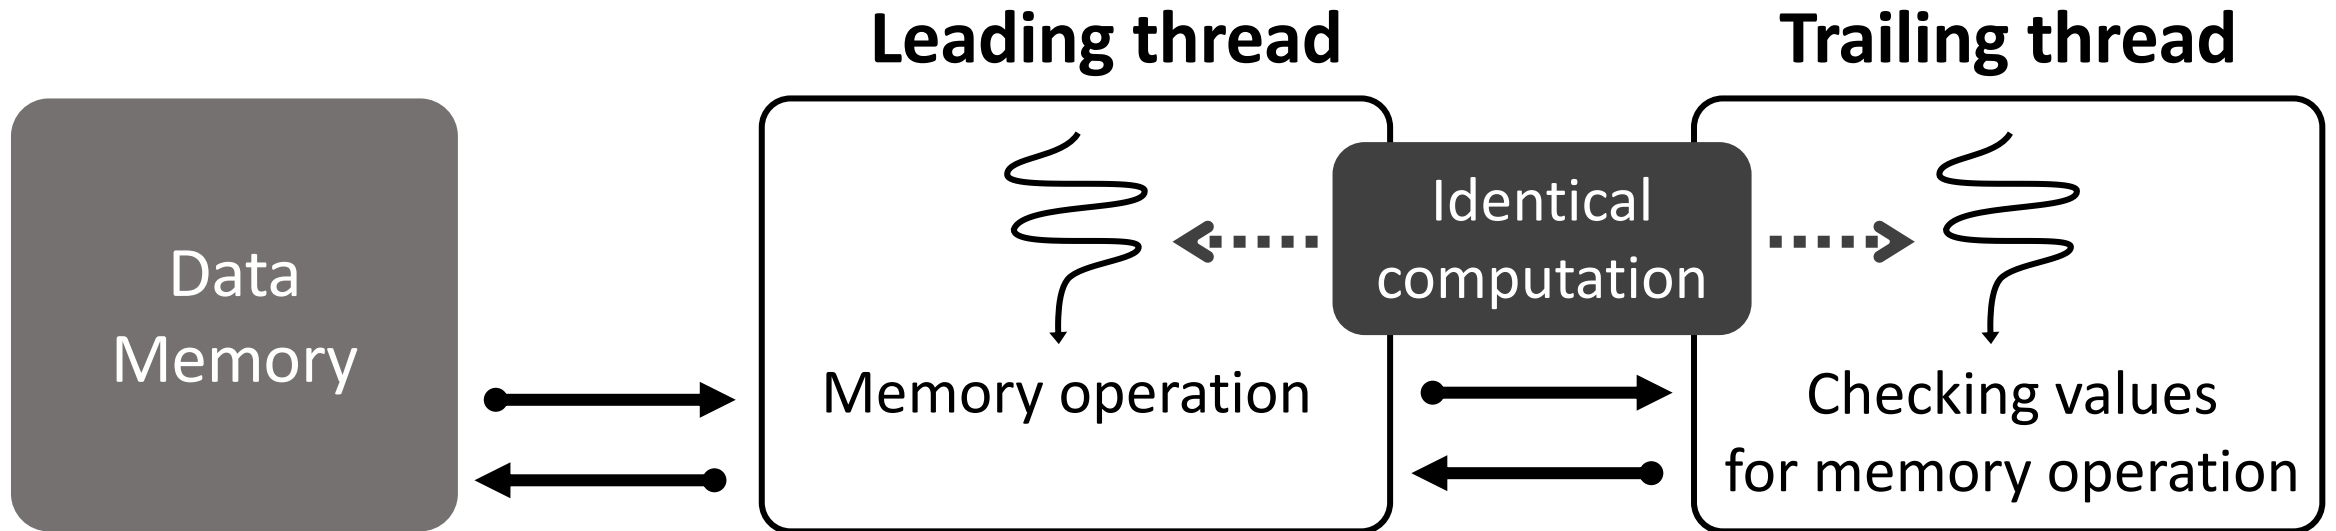 Leading thread
Trailing thread
Data
Memory
Identical
computation
Memory operation
Checking values
for memory operation